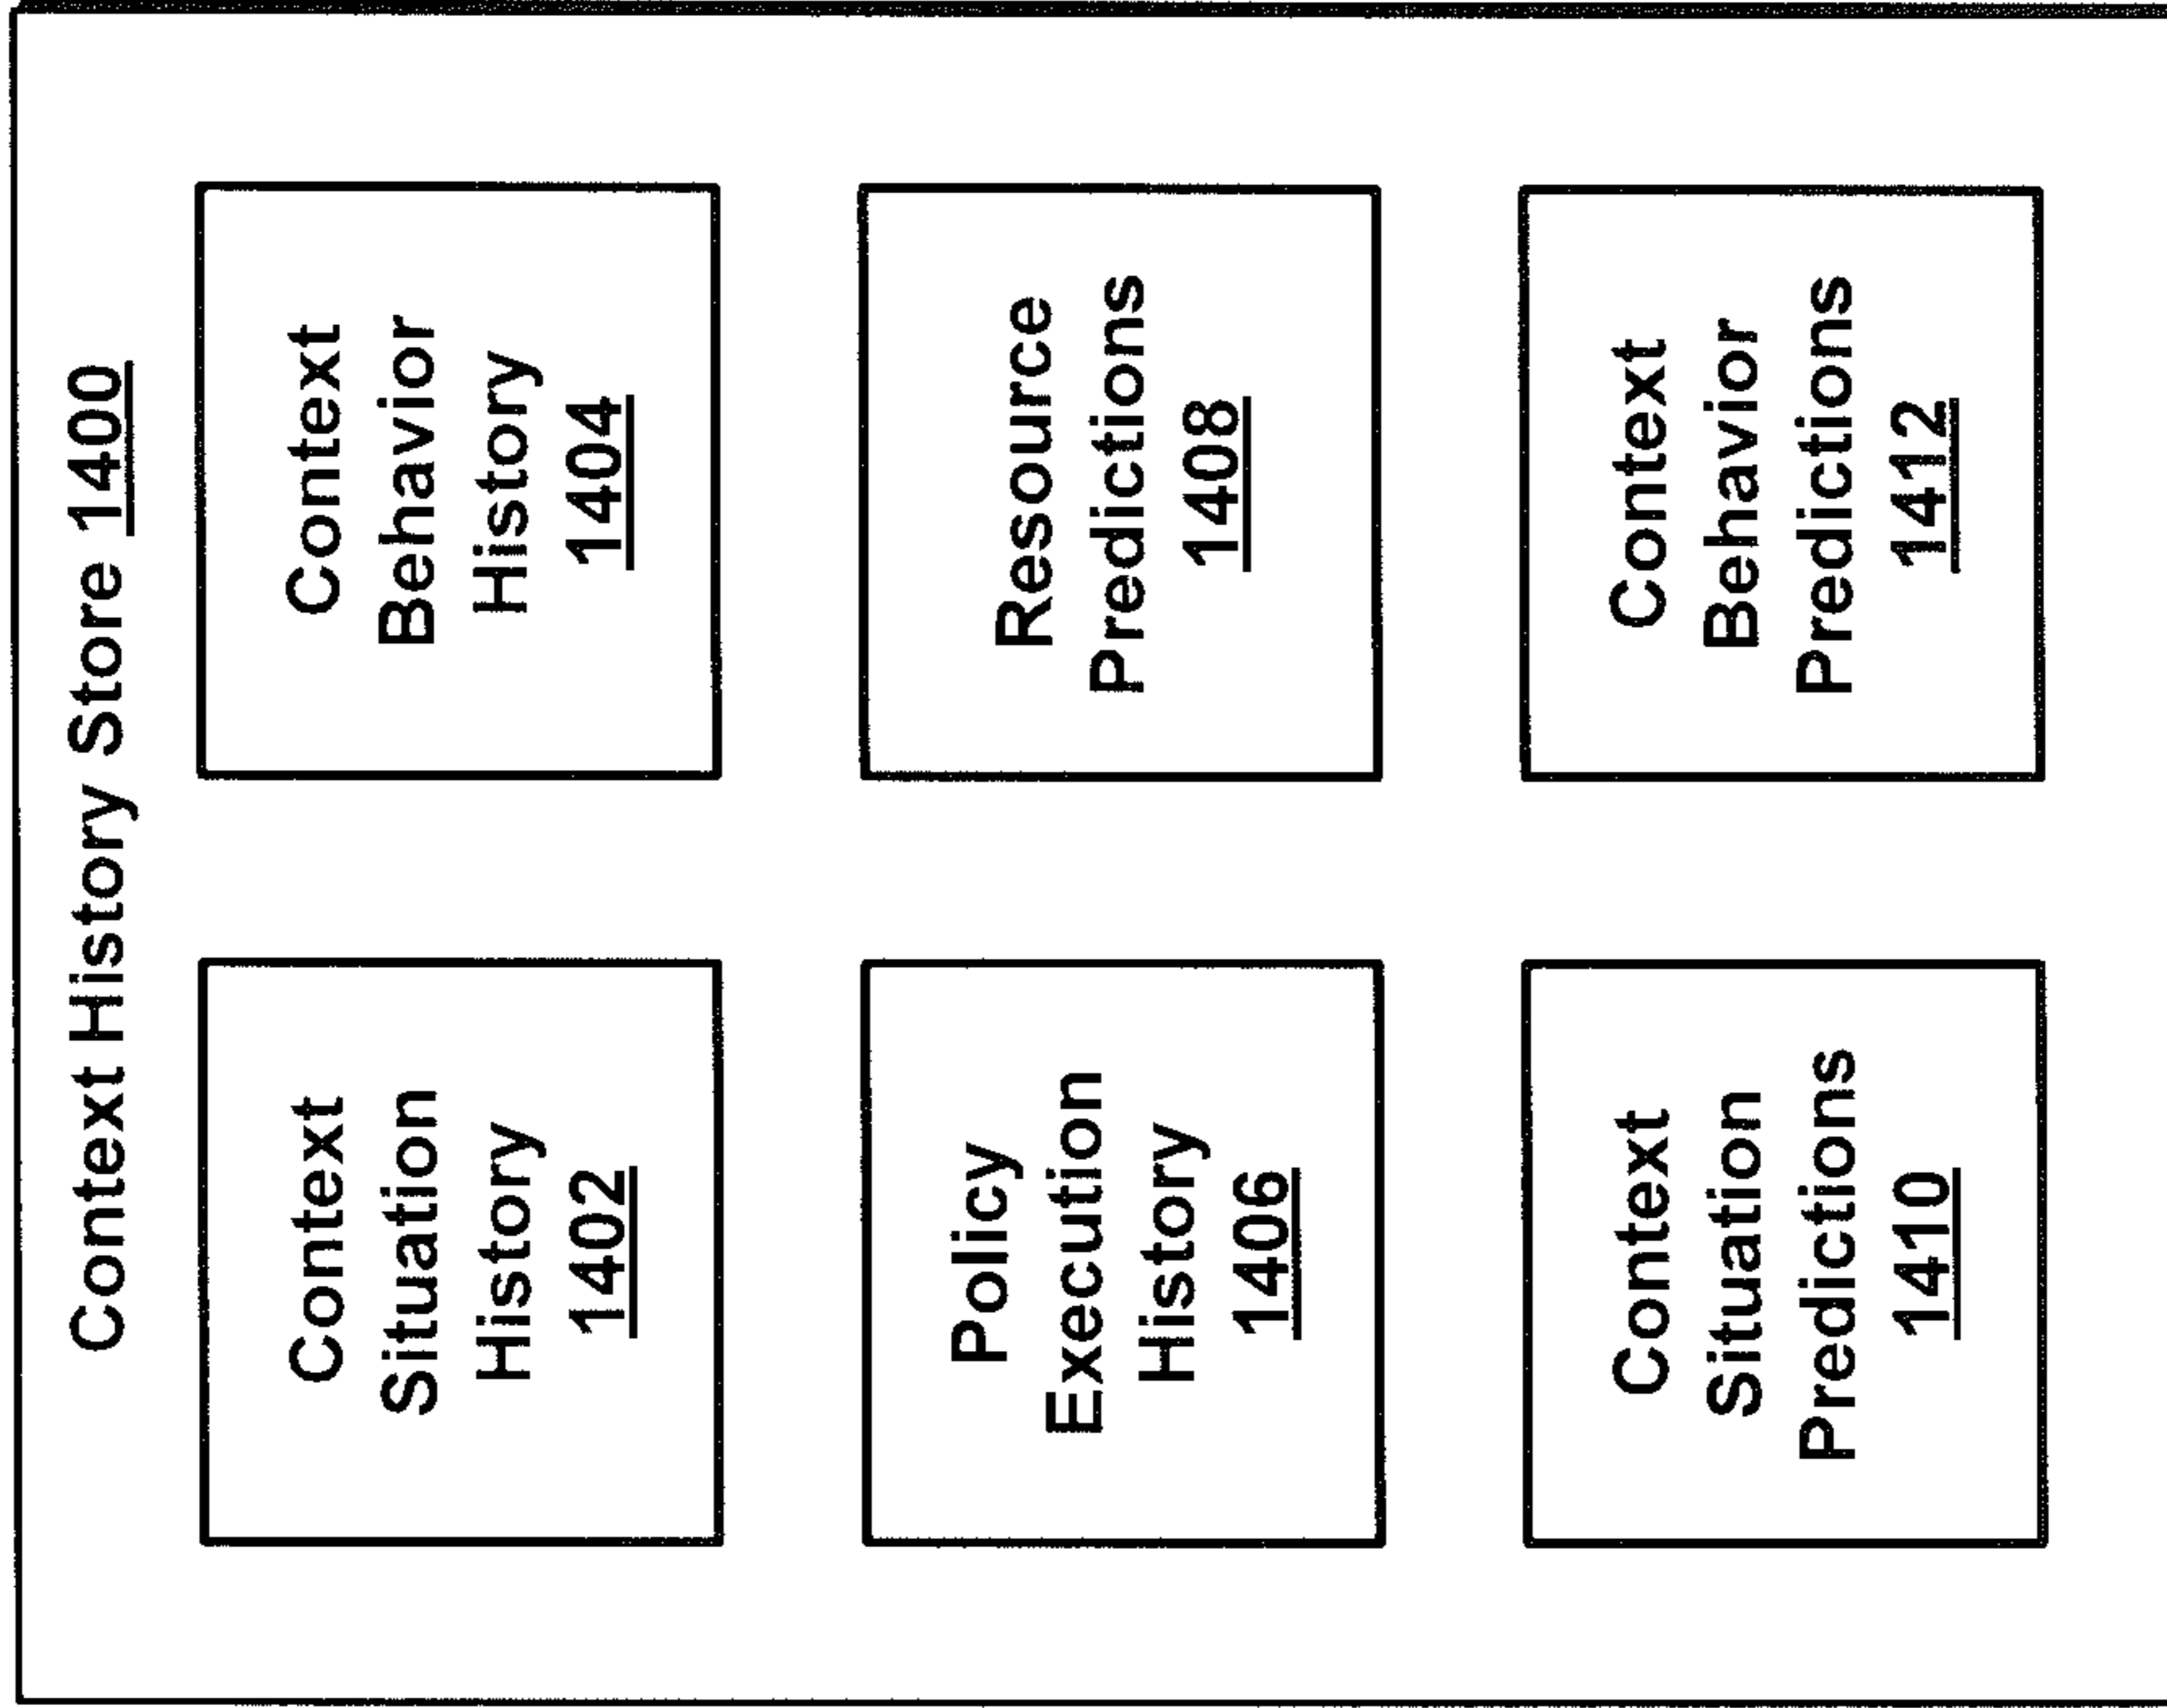 Context History Store 1400
Context
Situation
History
1402
Context
Behavior
History
1404
Policy
Execution
History
1406
Resource
Predictions
1408
Context
Situation
Predictions
1410
Context
Behavior
Predictions
1412